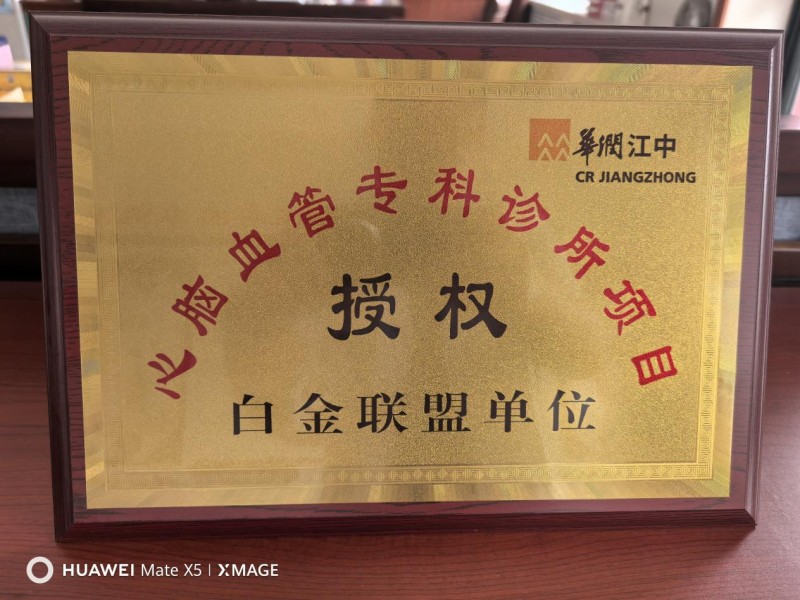 華潤江中
CR JIANGZHONG
心脑血管专科诊所项目
授权
白金联盟单位
HUAWEI Mate X5 | XMAGE